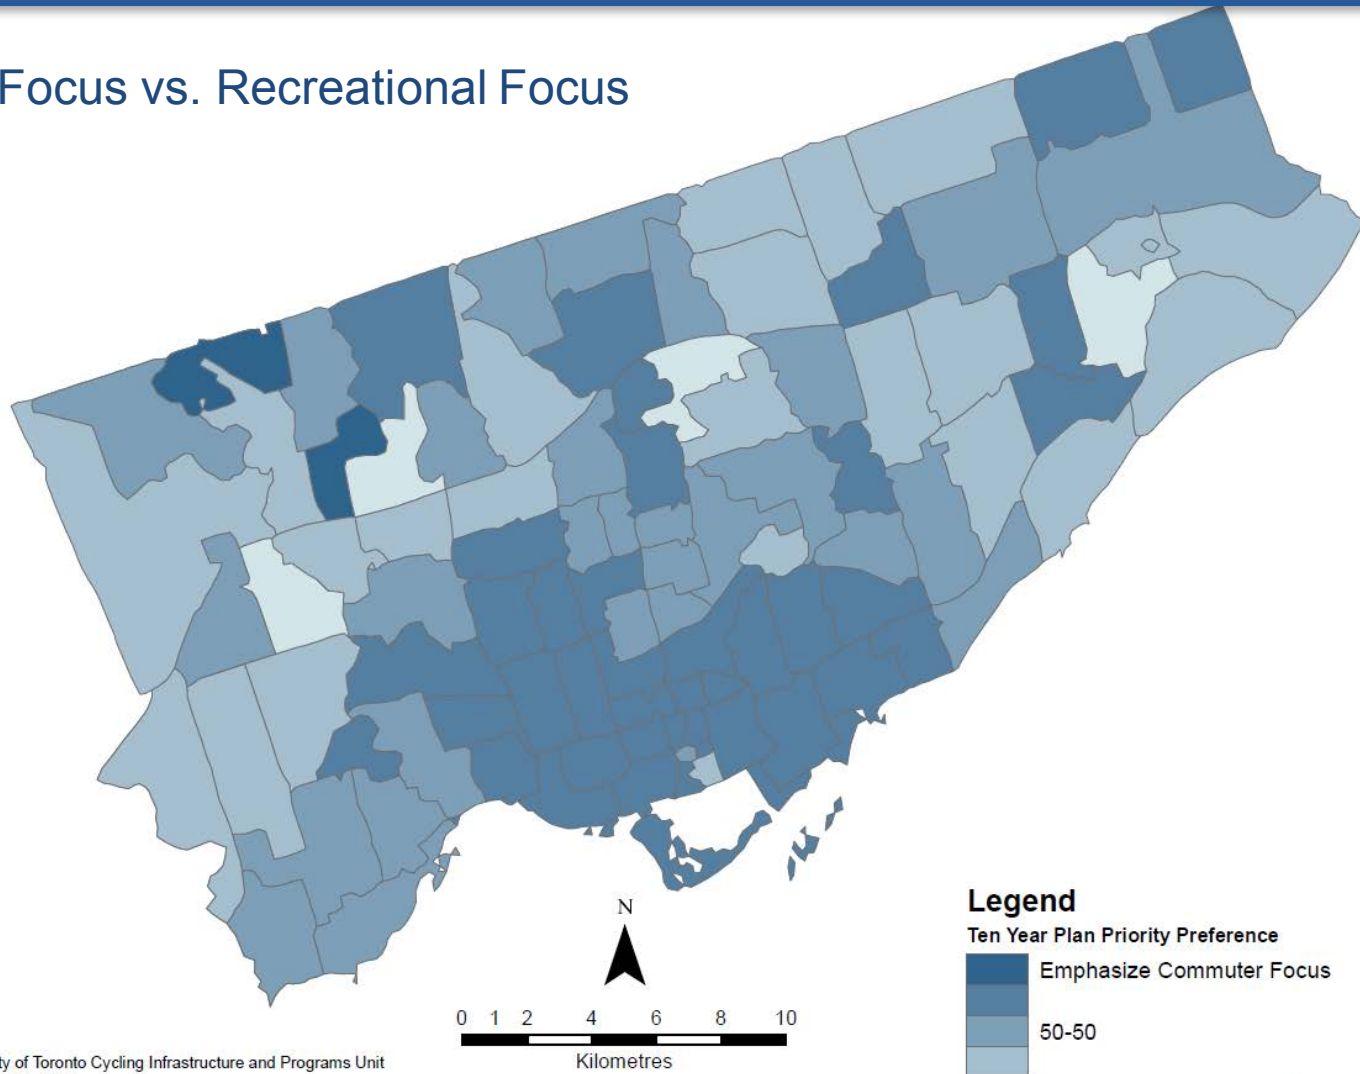 Focus vs. Recreational Focus
N
0 1 2 4 6 8 10
Kilometres
Legend
Ten Year Plan Priority Preference
Emphasize Commuter Focus
50-50
ty of Toronto Cycling Infrastructure and Programs Unit